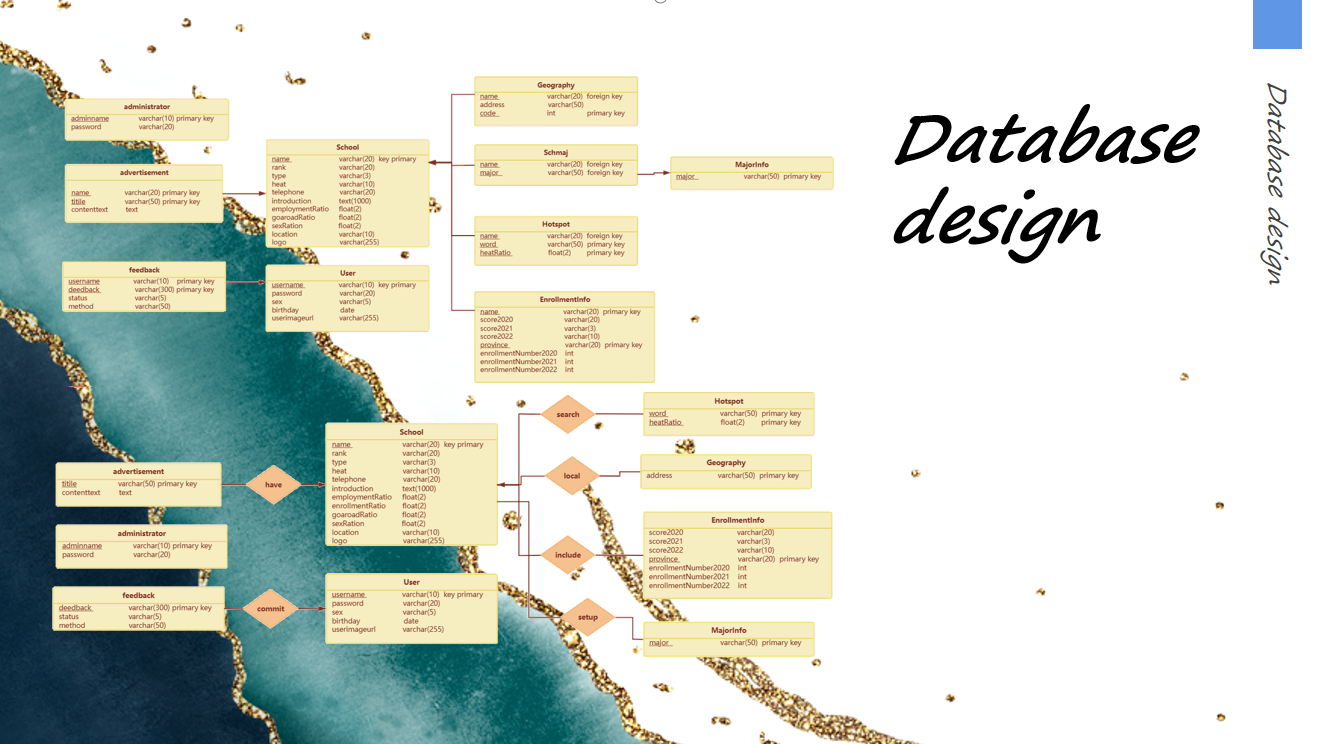 Database
design
Database design
administrator
adminname varchar(10) primary key
password varchar(20)
advertisement
name varchar(20) primary key
titile varchar(50) primary key
contenttext text
feedback
username varchar(10) primary key
deedback varchar(300) primary key
status varchar(5)
method varchar(50)
School
name varchar(20) key primary
rank varchar(20)
type varchar(3)
heat varchar(10)
telephone varchar(20)
introduction text(1000)
employmentRatio float(2)
goaroadRatio float(2)
sexRation float(2)
location varchar(10)
logo varchar(255)
User
username varchar(10) key primary
password varchar(20)
sex varchar(5)
birthday date
userimageurl varchar(255)
Geography
name varchar(20) foreign key
address varchar(50)
code int primary key
Schmaj
name varchar(20) foreign key
major varchar(50) foreign key
MajorInfo
major varchar(50) primary key
Hotspot
name varchar(20) foreign key
word varchar(50) primary key
heatRatio float(2) primary key
EnrollmentInfo
name varchar(20) primary key
score2020 varchar(20)
score2021 varchar(3)
score2022 varchar(10)
province varchar(20) primary key
enrollmentNumber2020 int
enrollmentNumber2021 int
enrollmentNumber2022 int
advertisement
titile varchar(50) primary key
contenttext text
have
administrator
adminname varchar(10) primary key
password varchar(20)
feedback
deedback varchar(300) primary key
status varchar(5)
method varchar(50)
commit
School
name varchar(20) key primary
rank varchar(20)
type varchar(3)
heat varchar(10)
telephone varchar(20)
introduction text(1000)
employmentRatio float(2)
enrollmentRatio float(2)
goaroadRatio float(2)
sexRation float(2)
location varchar(10)
logo varchar(255)
User
username varchar(10) key primary
password varchar(20)
sex varchar(5)
birthday date
userimageurl varchar(255)
search
Hotspot
word varchar(50) primary key
heatRatio float(2) primary key
local
Geography
address varchar(50) primary key
include
EnrollmentInfo
score2020 varchar(20)
score2021 varchar(3)
score2022 varchar(10)
province varchar(20) primary key
enrollmentNumber2020 int
enrollmentNumber2021 int
enrollmentNumber2022 int
setup
MajorInfo
major varchar(50) primary key